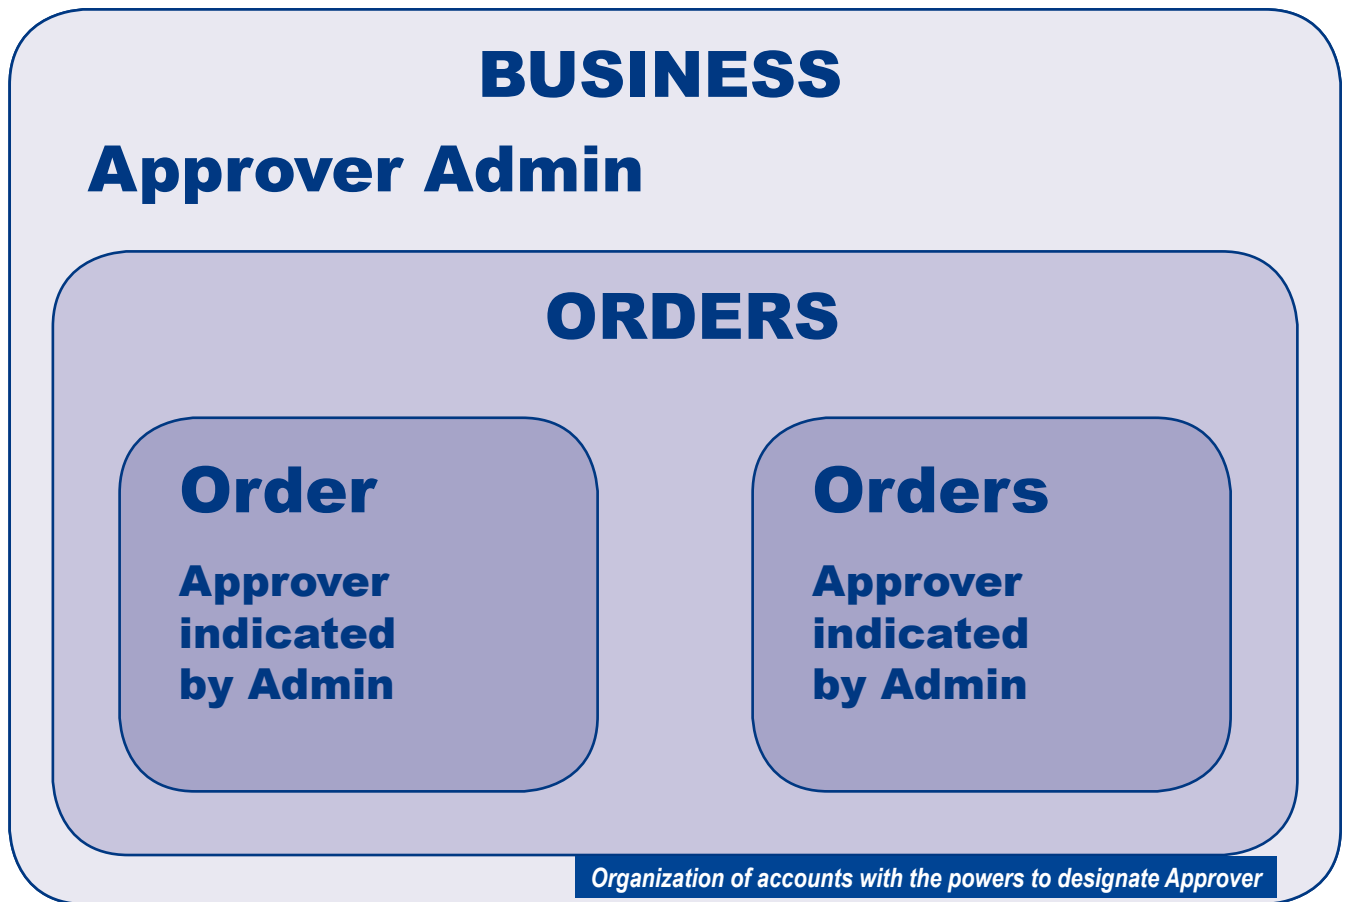 BUSINESS
Approver Admin
ORDERS
Order
Approver
indicated
by Admin
Orders
Approver
indicated
by Admin
Organization of accounts with the powers to designate Approver